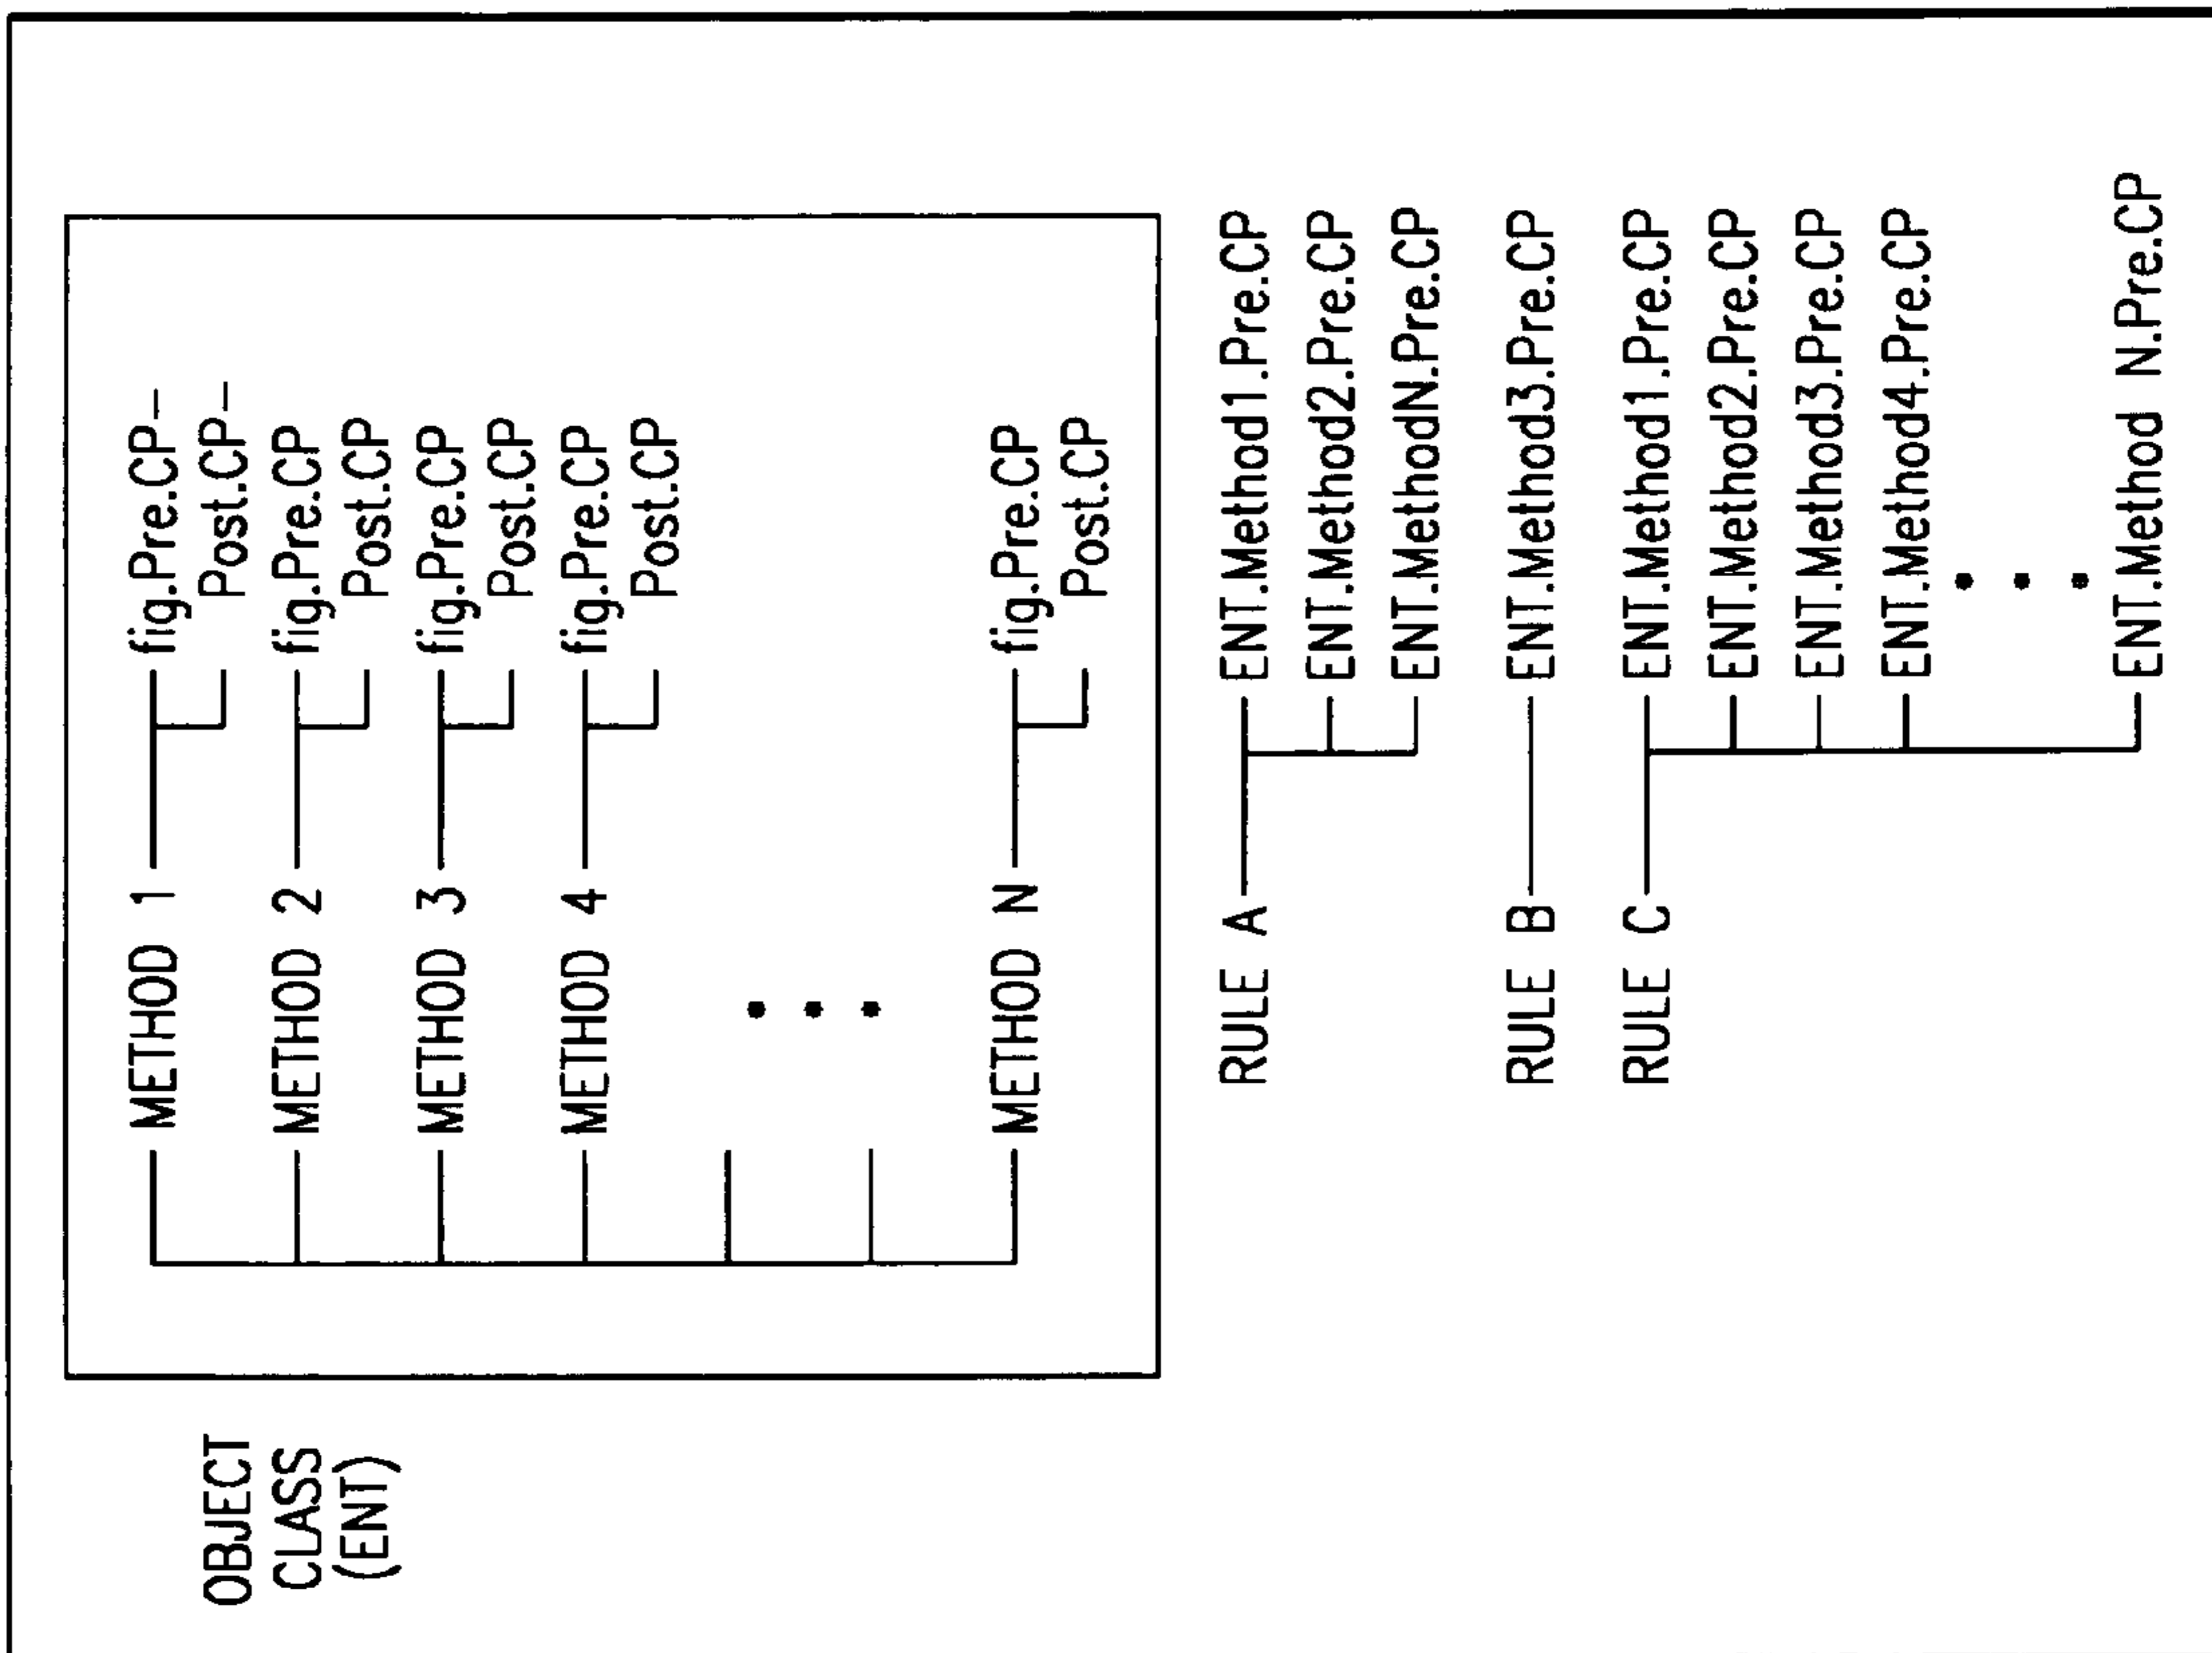 OBJECT
CLASS
(ENT)
METHOD 1 fig.Pre.CP–
Post.CP–
METHOD 2 fig.Pre.CP
Post.CP
METHOD 3 fig.Pre.CP
Post.CP
METHOD 4 fig.Pre.CP
Post.CP
• • •
METHOD N fig.Pre.CP
Post.CP
RULE A ENT.Method1.Pre.CP
ENT.Method2.Pre.CP
ENT.MethodN.Pre.CP
RULE B ENT.Method3.Pre.CP
RULE C ENT.Method1.Pre.CP
ENT.Method2.Pre.CP
ENT.Method3.Pre.CP
ENT.Method4.Pre.CP
• • •
ENT.Method N.Pre.CP